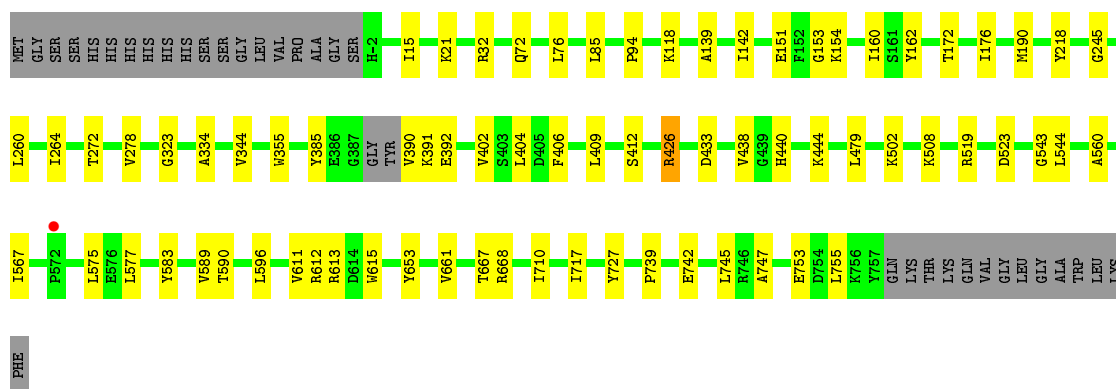 MET GLY SER SER HIS HIS HIS HIS HIS HIS SER SER GLY LEU VAL PRO ALA GLY SER H-2 I15 K21 R32 Q72 L76 L85 P94 K118 A139 I142 E151 F152 G153 K154 I160 S161 Y162 T172 I176 M190 Y218 G245
L260 I264 T272 V278 G323 A334 V344 W355 Y385 E386 G387 GLY TYR V390 K391 E392 V402 S403 L404 D405 F406 L409 S412 R426 D433 V438 G439 H440 K444 L479 K502 K508 R519 D523 G543 L544 A560
I567 P572 L575 E576 L577 Y583 V589 T590 L596 V611 R612 R613 D614 W615 Y653 V661 T667 R668 I710 I717 Y727 P739 E742 L745 R746 A747 E753 D754 L755 K756 Y757 GLN LYS THR LYS GLN VAL GLY LEU GLY ALA TRP LEU LYS
PHE